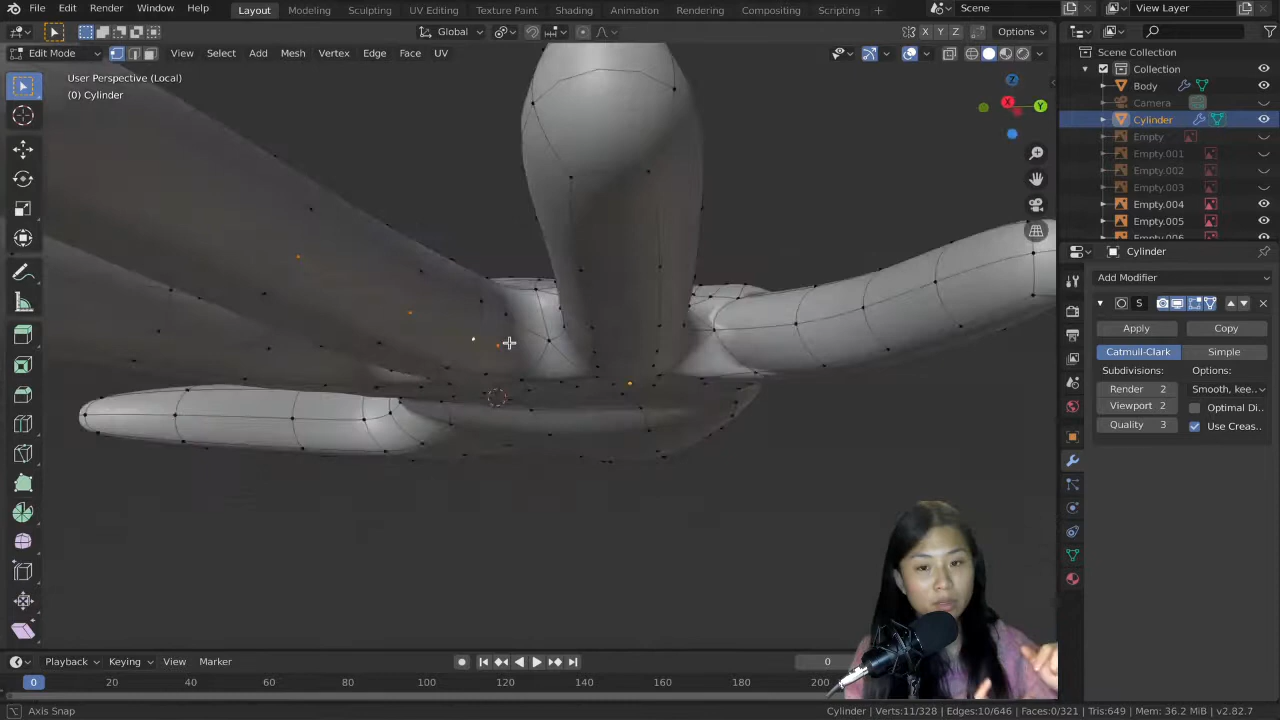 File Edit Render Window Help Layout Modeling Sculpting UV Editing Texture Paint Shading Animation Rendering Compositing Scripting Scene View Layer
Global X Y Z Options
Edit Mode View Select Add Mesh Vertex Edge Face UV
User Perspective (Local)
(0) Cylinder
Scene Collection
Collection
Body
Camera
Cylinder
Empty
Empty.001
Empty.002
Empty.003
Empty.004
Empty.005
Z
X Y
Cylinder
Add Modifier
S
Apply Copy
Catmull-Clark Simple
Subdivisions: Options:
Render 2 Smooth, kee...
Viewport 2 Optimal Di...
Quality 3 Use Creas...
Playback Keying View Marker 0
0 20 40 60 80 100 120 140 160 180 200
Axis Snap
Cylinder | Verts:11/328 | Edges:10/646 | Faces:0/321 | Tris:649 | Mem: 36.2 MiB | v2.82.7